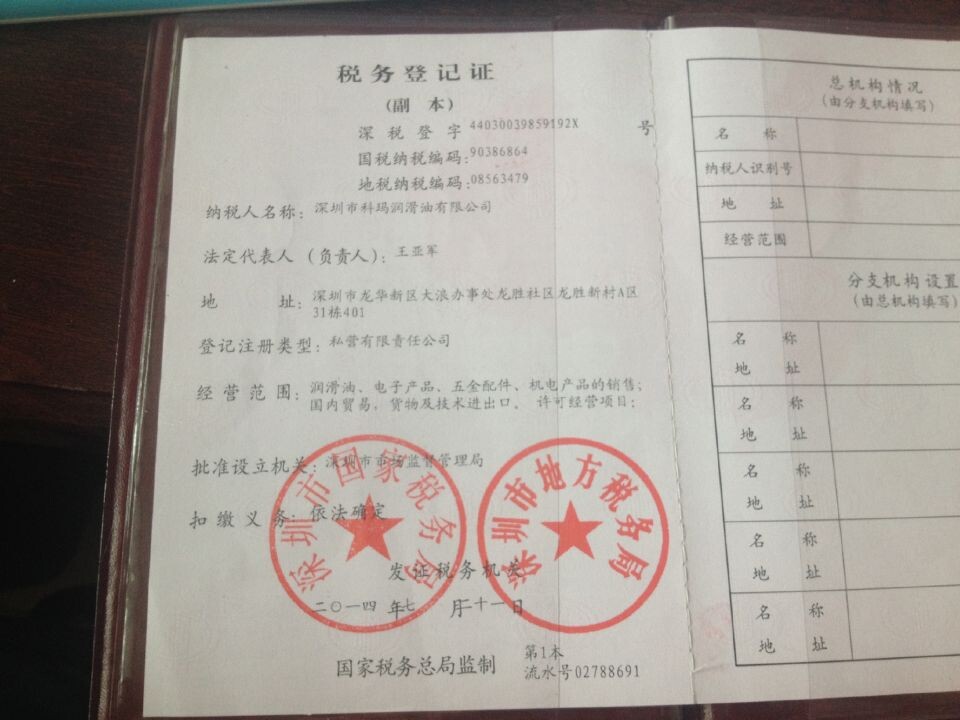 税务登记证
(副 本)
深税登字 44030039859192X 号
国税纳税编码:90386864
地税纳税编码:08563479
纳税人名称:深圳市科玛润滑油有限公司
法定代表人(负责人):王亚军
地 址:深圳市龙华新区大浪办事处龙胜社区龙胜新村A区
31栋401
登记注册类型:私营有限责任公司
经营范围:润滑油、电子产品、五金配件、机电产品的销售;
国内贸易,货物及技术进出口。许可经营项目:
批准设立机关:深圳市市场监督管理局
扣缴义务:依法确定
深圳市国家税务局
深圳市地方税务局
发证税务机关
二〇一四年七月二十一日
国家税务总局监制
第1本
流水号02788691
总机构情况
(由分支机构填写)
名 称
纳税人识别号
地 址
经营范围
分支机构设置
(由总机构填写)
名 称
地 址
名 称
地 址
名 称
地 址
名 称
地 址
名 称
地 址